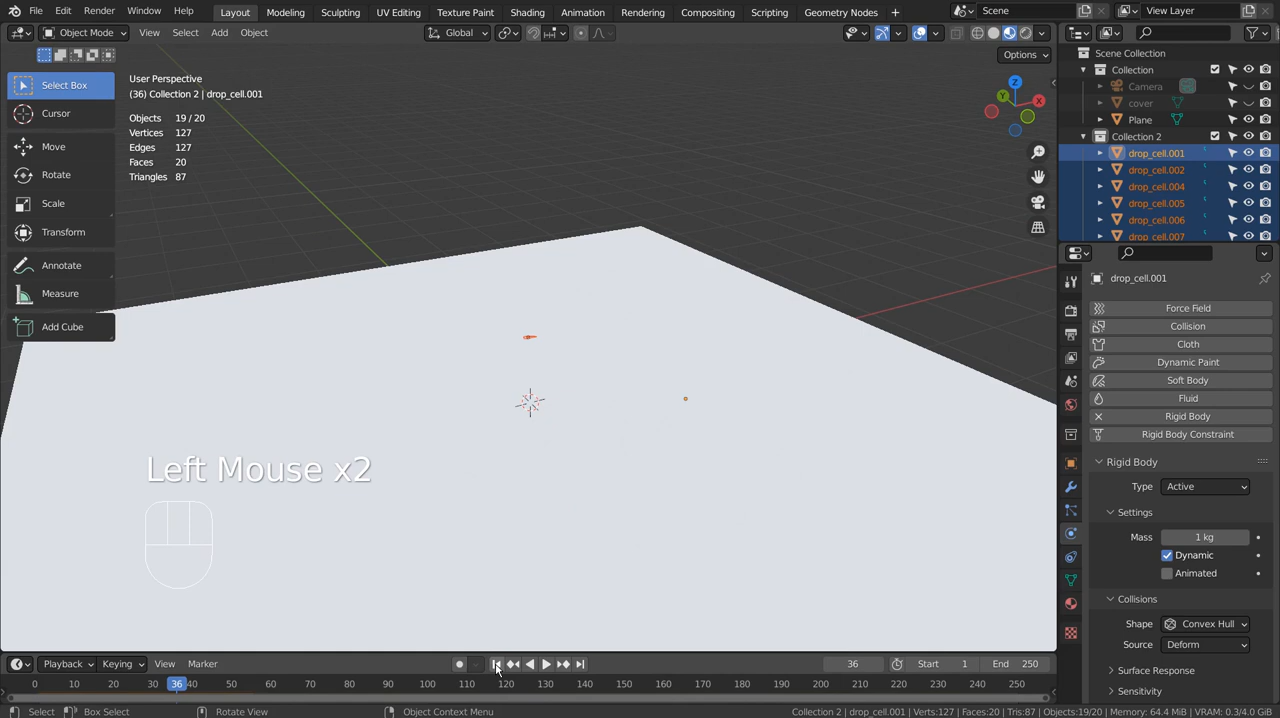 File Edit Render Window Help Layout Modeling Sculpting UV Editing Texture Paint Shading Animation Rendering Compositing Scripting Geometry Nodes + Scene View Layer
Object Mode View Select Add Object Global
Options
Select Box
Cursor
Move
Rotate
Scale
Transform
Annotate
Measure
Add Cube
User Perspective
(36) Collection 2 | drop_cell.001
Objects 19 / 20
Vertices 127
Edges 127
Faces 20
Triangles 87
Z
Y
X
Left Mouse x2
Scene Collection
Collection
Camera
cover
Plane
Collection 2
drop_cell.001
drop_cell.002
drop_cell.004
drop_cell.005
drop_cell.006
drop_cell.007
drop_cell.001
Force Field
Collision
Cloth
Dynamic Paint
Soft Body
Fluid
Rigid Body
Rigid Body Constraint
Rigid Body
Type Active
Settings
Mass 1 kg
Dynamic
Animated
Collisions
Shape Convex Hull
Source Deform
Surface Response
Sensitivity
Playback Keying View Marker 36 Start 1 End 250
0 10 20 30 36 40 50 60 70 80 90 100 110 120 130 140 150 160 170 180 190 200 210 220 230 240 250
Select Box Select Rotate View Object Context Menu Collection 2 | drop_cell.001 | Verts:127 | Faces:20 | Tris:87 | Objects:19/20 | Memory: 64.4 MiB | VRAM: 0.3/4.0 GiB